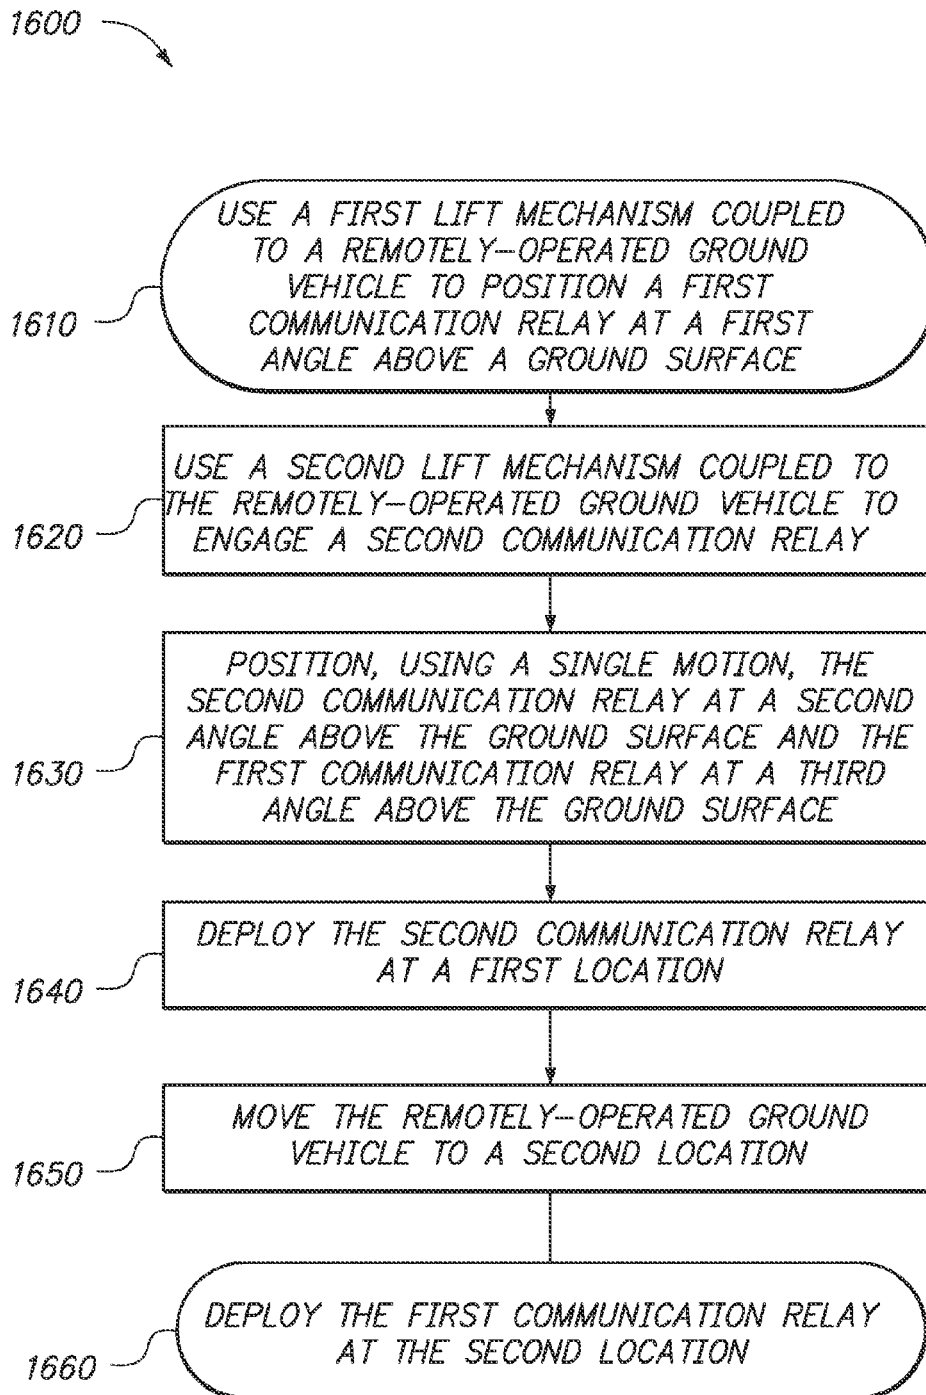 1600
USE A FIRST LIFT MECHANISM COUPLED
TO A REMOTELY-OPERATED GROUND
VEHICLE TO POSITION A FIRST
COMMUNICATION RELAY AT A FIRST
ANGLE ABOVE A GROUND SURFACE
1610
USE A SECOND LIFT MECHANISM COUPLED TO
THE REMOTELY-OPERATED GROUND VEHICLE TO
ENGAGE A SECOND COMMUNICATION RELAY
1620
POSITION, USING A SINGLE MOTION, THE
SECOND COMMUNICATION RELAY AT A SECOND
ANGLE ABOVE THE GROUND SURFACE AND THE
FIRST COMMUNICATION RELAY AT A THIRD
ANGLE ABOVE THE GROUND SURFACE
1630
DEPLOY THE SECOND COMMUNICATION RELAY
AT A FIRST LOCATION
1640
MOVE THE REMOTELY-OPERATED GROUND
VEHICLE TO A SECOND LOCATION
1650
DEPLOY THE FIRST COMMUNICATION RELAY
AT THE SECOND LOCATION
1660